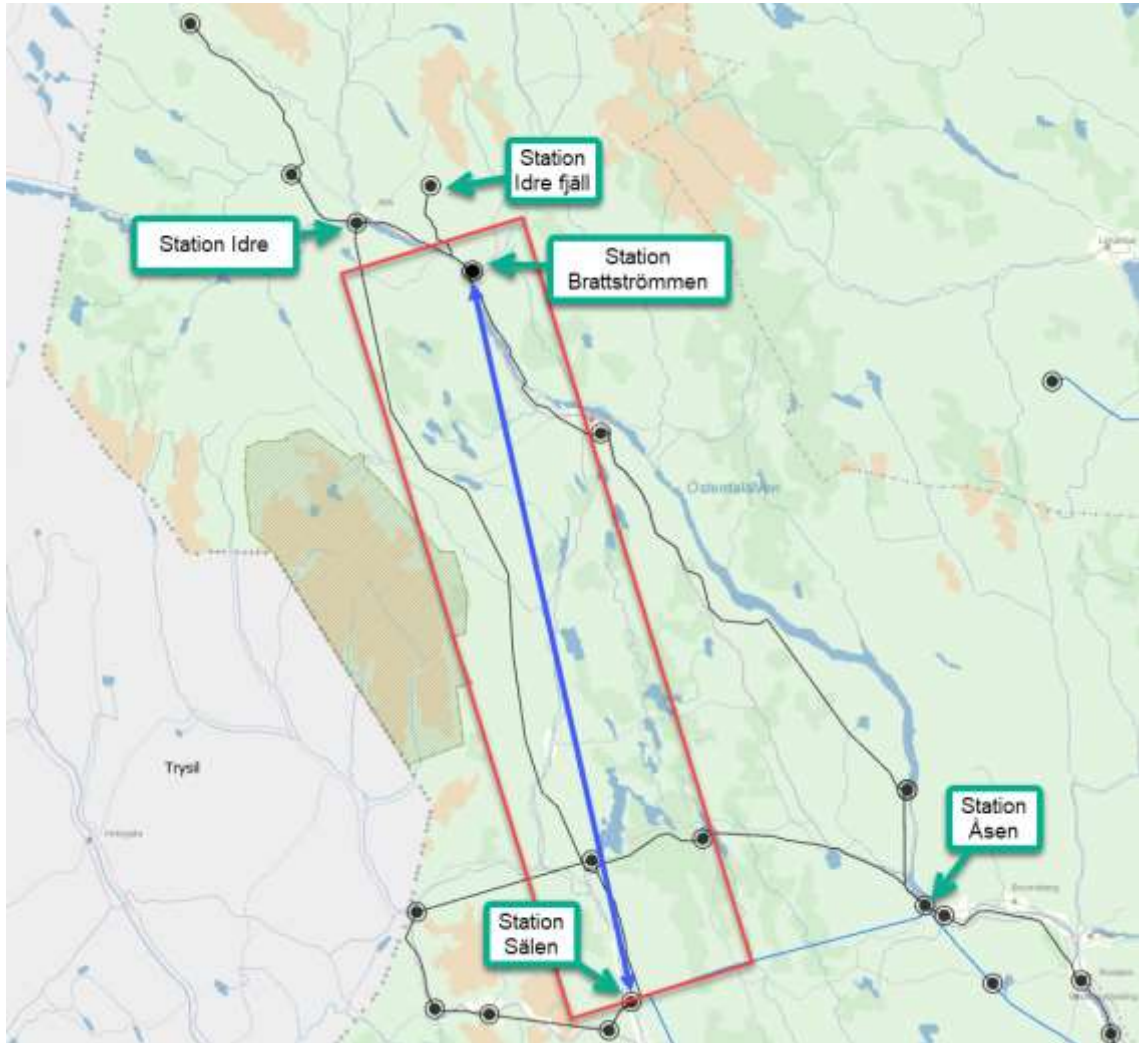 Station
Idre fjäll
Station Idre
Station
Brattströmmen
Österdalälven
Trysil
Station
Åsen
Station
Sälen